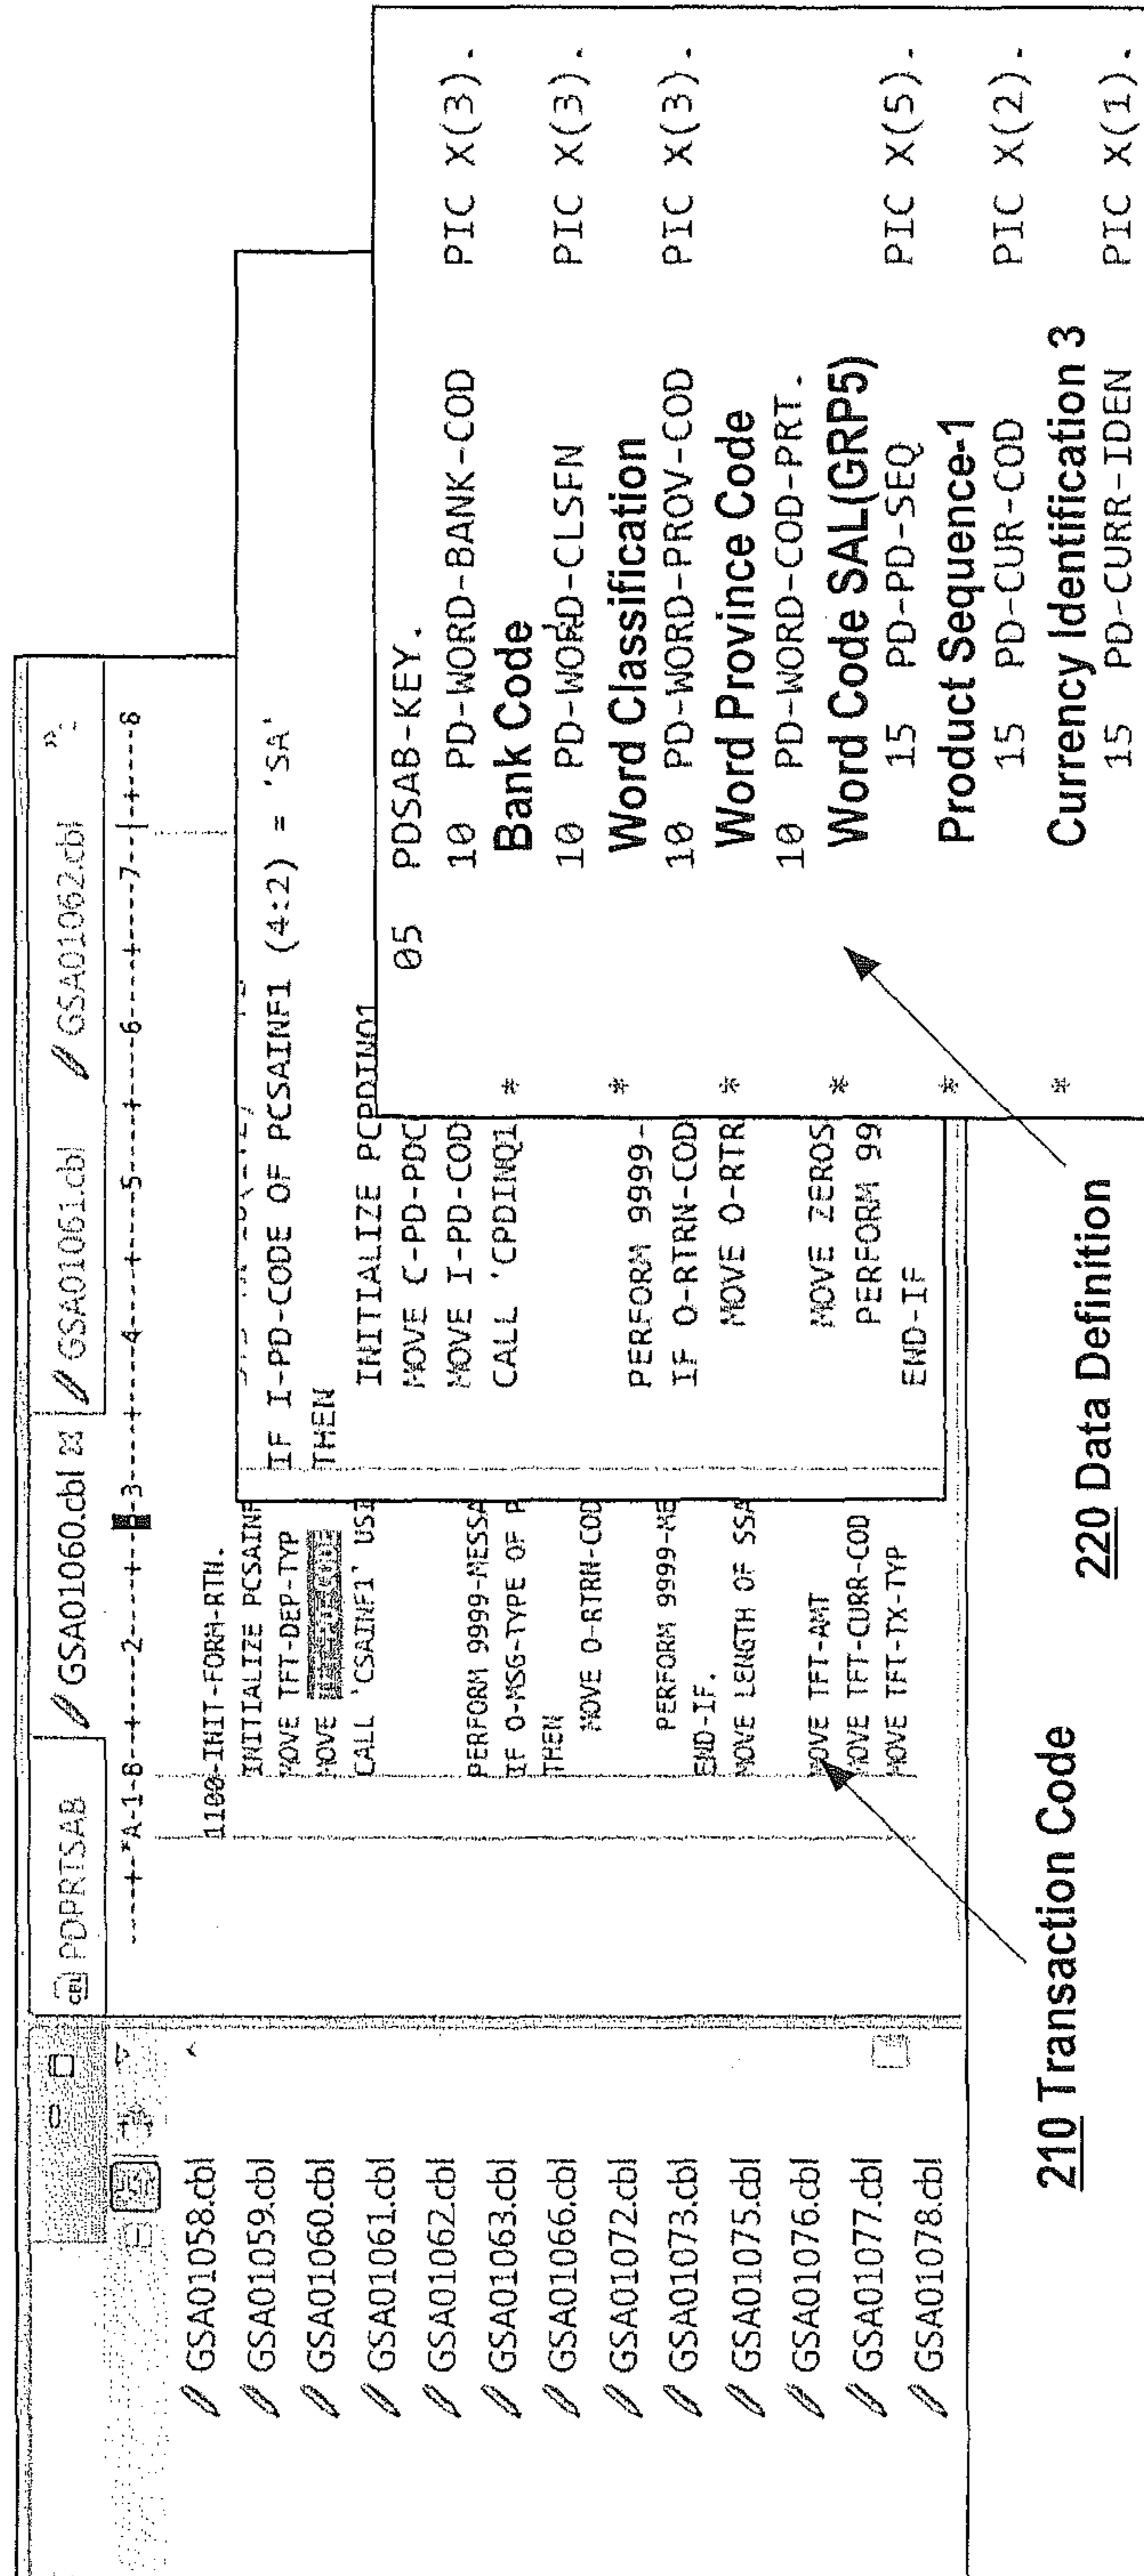 PDPRTSAB
GSA01060.cbl
GSA01061.cbl
GSA01062.cbl
----+-*A-1-B--+----2----+----3----+----4----+----5----+----6----+----7--|-+----8
GSA01058.cbl
GSA01059.cbl
GSA01060.cbl
GSA01061.cbl
GSA01062.cbl
GSA01063.cbl
GSA01066.cbl
GSA01072.cbl
GSA01073.cbl
GSA01075.cbl
GSA01076.cbl
GSA01077.cbl
GSA01078.cbl
1100-INIT-FORM-RTN.
INITIALIZE PCSAINF
MOVE TFT-DEP-TYP
MOVE
CALL 'CSAINF1' USI
PERFORM 9999-MESSA
IF O-MSG-TYPE OF P
THEN
MOVE O-RTRN-COD
PERFORM 9999-ME
END-IF.
MOVE LENGTH OF SSA
MOVE TFT-AMT
MOVE TFT-CURR-COD
MOVE TFT-TX-TYP
IF I-PD-CODE OF PCSAINF1 (4:2) = 'SA'
THEN
INITIALIZE PCPDINQ1
MOVE C-PD-PDC
MOVE I-PD-COD
CALL 'CPDINQ1
PERFORM 9999-
IF O-RTRN-COD
MOVE O-RTR
MOVE ZEROS
PERFORM 99
END-IF
05 PDSAB-KEY.
10 PD-WORD-BANK-COD PIC X(3).
* Bank Code
10 PD-WORD-CLSFN PIC X(3).
* Word Classification
10 PD-WORD-PROV-COD PIC X(3).
* Word Province Code
10 PD-WORD-COD-PRT.
* Word Code SAL(GRP5)
15 PD-PD-SEQ PIC X(5).
* Product Sequence-1
15 PD-CUR-COD PIC X(2).
* Currency Identification 3
15 PD-CURR-IDEN PIC X(1).
210 Transaction Code
220 Data Definition